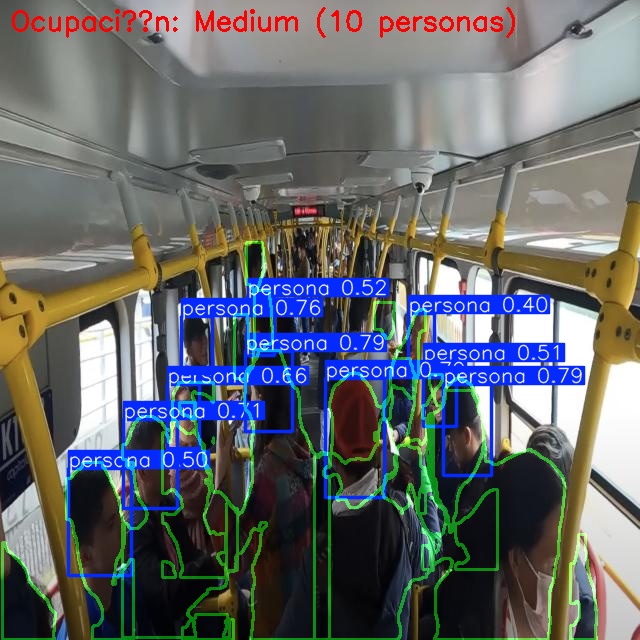 Ocupaci??n: Medium (10 personas)
persona 0.52
persona 0.76
persona 0.40
persona 0.79
persona 0.51
persona 0.66
persona 0.79
persona 0.71
persona 0.50